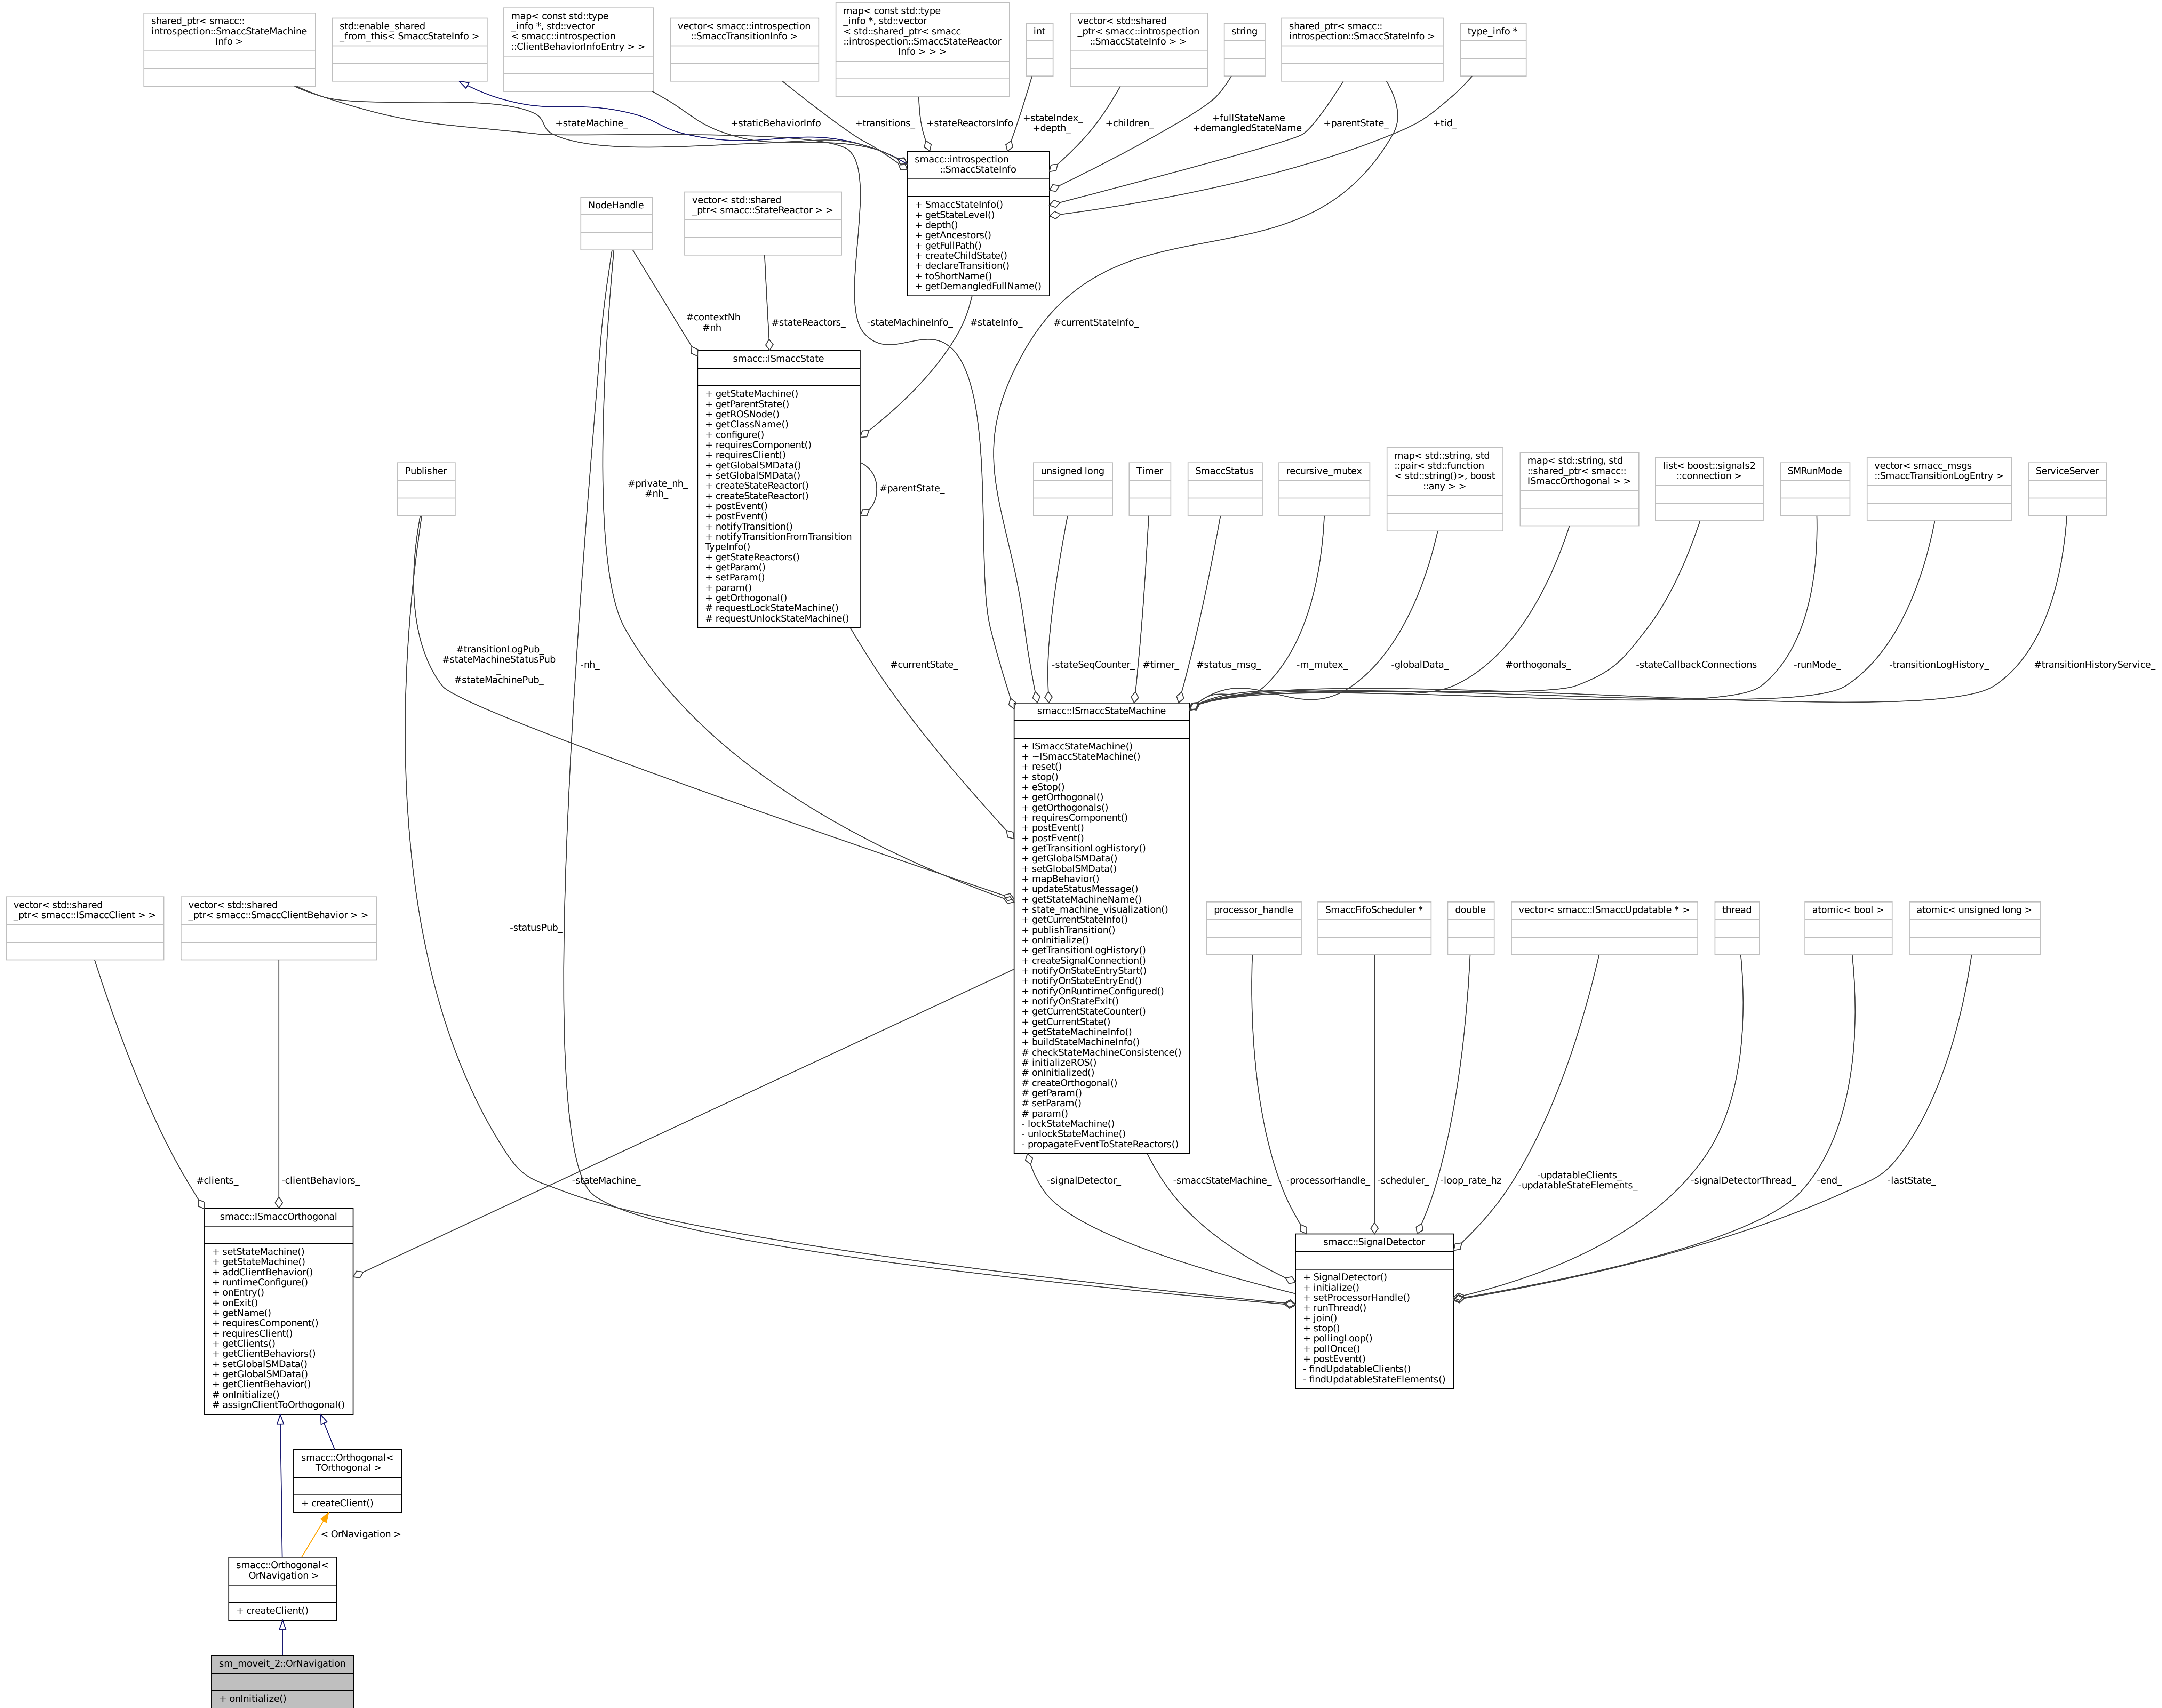 shared_ptr< smacc::
introspection::SmaccStateMachine
Info >
std::enable_shared
_from_this< SmaccStateInfo >
map< const std::type
_info *, std::vector
< smacc::introspection
::ClientBehaviorInfoEntry > >
vector< smacc::introspection
::SmaccTransitionInfo >
map< const std::type
_info *, std::vector
< std::shared_ptr< smacc
::introspection::SmaccStateReactor
Info > > >
int
vector< std::shared
_ptr< smacc::introspection
::SmaccStateInfo > >
string
shared_ptr< smacc::
introspection::SmaccStateInfo >
type_info *
+stateMachine_
+staticBehaviorInfo
+transitions_
+stateReactorsInfo
+stateIndex_
+depth_
+children_
+fullStateName
+demangledStateName
+parentState_
+tid_
smacc::introspection
::SmaccStateInfo
+ SmaccStateInfo()
+ getStateLevel()
+ depth()
+ getAncestors()
+ getFullPath()
+ createChildState()
+ declareTransition()
+ toShortName()
+ getDemangledFullName()
NodeHandle
vector< std::shared
_ptr< smacc::StateReactor > >
#contextNh
#nh
#stateReactors_
-stateMachineInfo_
#stateInfo_
#currentStateInfo_
smacc::ISmaccState
+ getStateMachine()
+ getParentState()
+ getROSNode()
+ getClassName()
+ configure()
+ requiresComponent()
+ requiresClient()
+ getGlobalSMData()
+ setGlobalSMData()
+ createStateReactor()
+ createStateReactor()
+ postEvent()
+ postEvent()
+ notifyTransition()
+ notifyTransitionFromTransition
TypeInfo()
+ getStateReactors()
+ getParam()
+ setParam()
+ param()
+ getOrthogonal()
# requestLockStateMachine()
# requestUnlockStateMachine()
#parentState_
Publisher
#private_nh_
#nh_
unsigned long
Timer
SmaccStatus
recursive_mutex
map< std::string, std
::pair< std::function
< std::string()>, boost
::any > >
map< std::string, std
::shared_ptr< smacc::
ISmaccOrthogonal > >
list< boost::signals2
::connection >
SMRunMode
vector< smacc_msgs
::SmaccTransitionLogEntry >
ServiceServer
#transitionLogPub_
#stateMachineStatusPub
_
#stateMachinePub_
-nh_
#currentState_
-stateSeqCounter_
#timer_
#status_msg_
-m_mutex_
-globalData_
#orthogonals_
-stateCallbackConnections
-runMode_
-transitionLogHistory_
#transitionHistoryService_
smacc::ISmaccStateMachine
+ ISmaccStateMachine()
+ ~ISmaccStateMachine()
+ reset()
+ stop()
+ eStop()
+ getOrthogonal()
+ getOrthogonals()
+ requiresComponent()
+ postEvent()
+ postEvent()
+ getTransitionLogHistory()
+ getGlobalSMData()
+ setGlobalSMData()
+ mapBehavior()
+ updateStatusMessage()
+ getStateMachineName()
+ state_machine_visualization()
+ getCurrentStateInfo()
+ publishTransition()
+ onInitialize()
+ getTransitionLogHistory()
+ createSignalConnection()
+ notifyOnStateEntryStart()
+ notifyOnStateEntryEnd()
+ notifyOnRuntimeConfigured()
+ notifyOnStateExit()
+ getCurrentStateCounter()
+ getCurrentState()
+ getStateMachineInfo()
+ buildStateMachineInfo()
# checkStateMachineConsistence()
# initializeROS()
# onInitialized()
# createOrthogonal()
# getParam()
# setParam()
# param()
- lockStateMachine()
- unlockStateMachine()
- propagateEventToStateReactors()
vector< std::shared
_ptr< smacc::ISmaccClient > >
vector< std::shared
_ptr< smacc::SmaccClientBehavior > >
-statusPub_
processor_handle
SmaccFifoScheduler *
double
vector< smacc::ISmaccUpdatable * >
thread
atomic< bool >
atomic< unsigned long >
#clients_
-clientBehaviors_
-stateMachine_
-signalDetector_
-smaccStateMachine_
-processorHandle_
-scheduler_
-loop_rate_hz
-updatableClients_
-updatableStateElements_
-signalDetectorThread_
-end_
-lastState_
smacc::ISmaccOrthogonal
+ setStateMachine()
+ getStateMachine()
+ addClientBehavior()
+ runtimeConfigure()
+ onEntry()
+ onExit()
+ getName()
+ requiresComponent()
+ requiresClient()
+ getClients()
+ getClientBehaviors()
+ setGlobalSMData()
+ getGlobalSMData()
+ getClientBehavior()
# onInitialize()
# assignClientToOrthogonal()
smacc::SignalDetector
+ SignalDetector()
+ initialize()
+ setProcessorHandle()
+ runThread()
+ join()
+ stop()
+ pollingLoop()
+ pollOnce()
+ postEvent()
- findUpdatableClients()
- findUpdatableStateElements()
smacc::Orthogonal<
TOrthogonal >
+ createClient()
< OrNavigation >
smacc::Orthogonal<
OrNavigation >
+ createClient()
sm_moveit_2::OrNavigation
+ onInitialize()